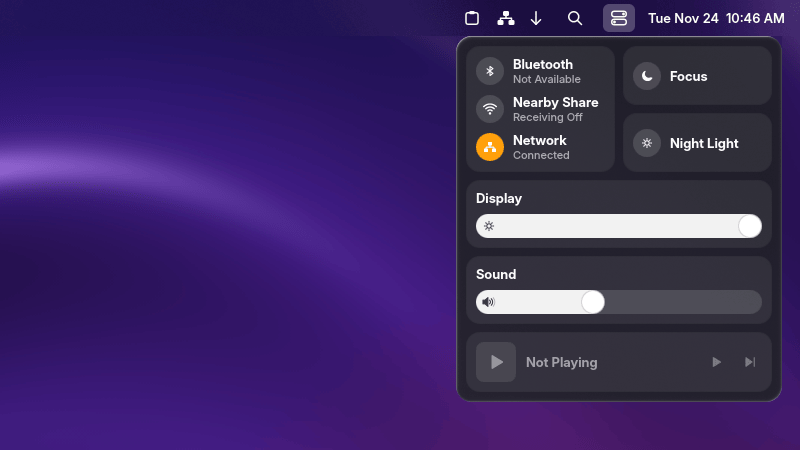 Tue Nov 24 10:46 AM
Bluetooth
Not Available
Nearby Share
Receiving Off
Network
Connected
Focus
Night Light
Display
Sound
Not Playing